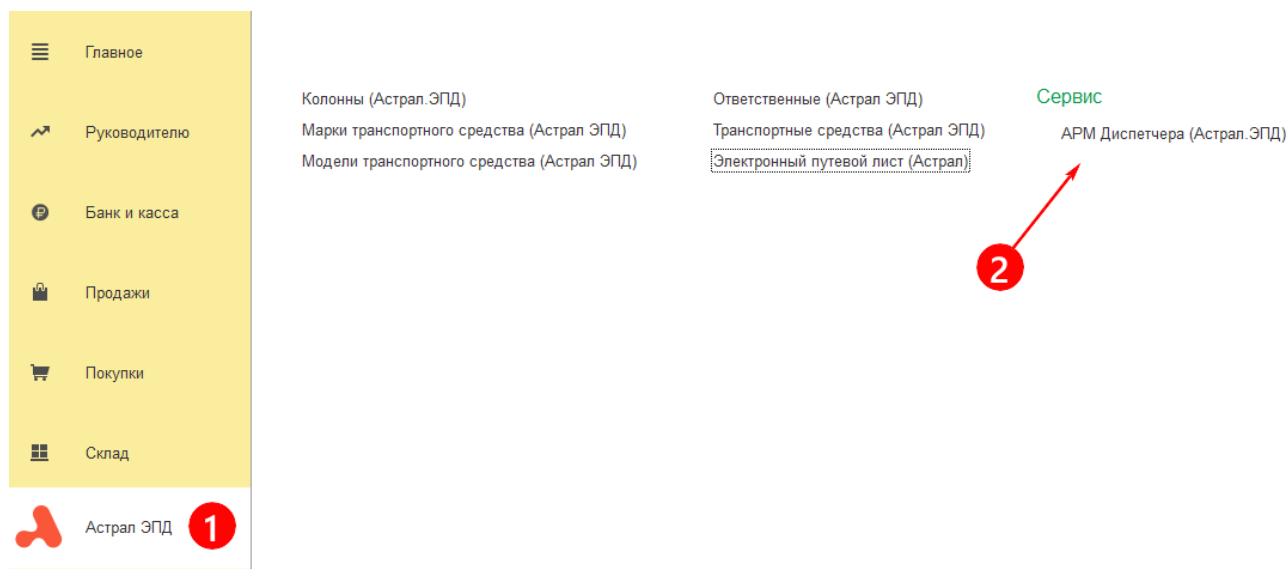 Главное
Руководителю
Банк и касса
Продажи
Покупки
Склад
Астрал ЭПД
1
Колонны (Астрал.ЭПД)
Марки транспортного средства (Астрал ЭПД)
Модели транспортного средства (Астрал ЭПД)
Ответственные (Астрал ЭПД)
Транспортные средства (Астрал ЭПД)
Электронный путевой лист (Астрал)
Сервис
АРМ Диспетчера (Астрал.ЭПД)
2